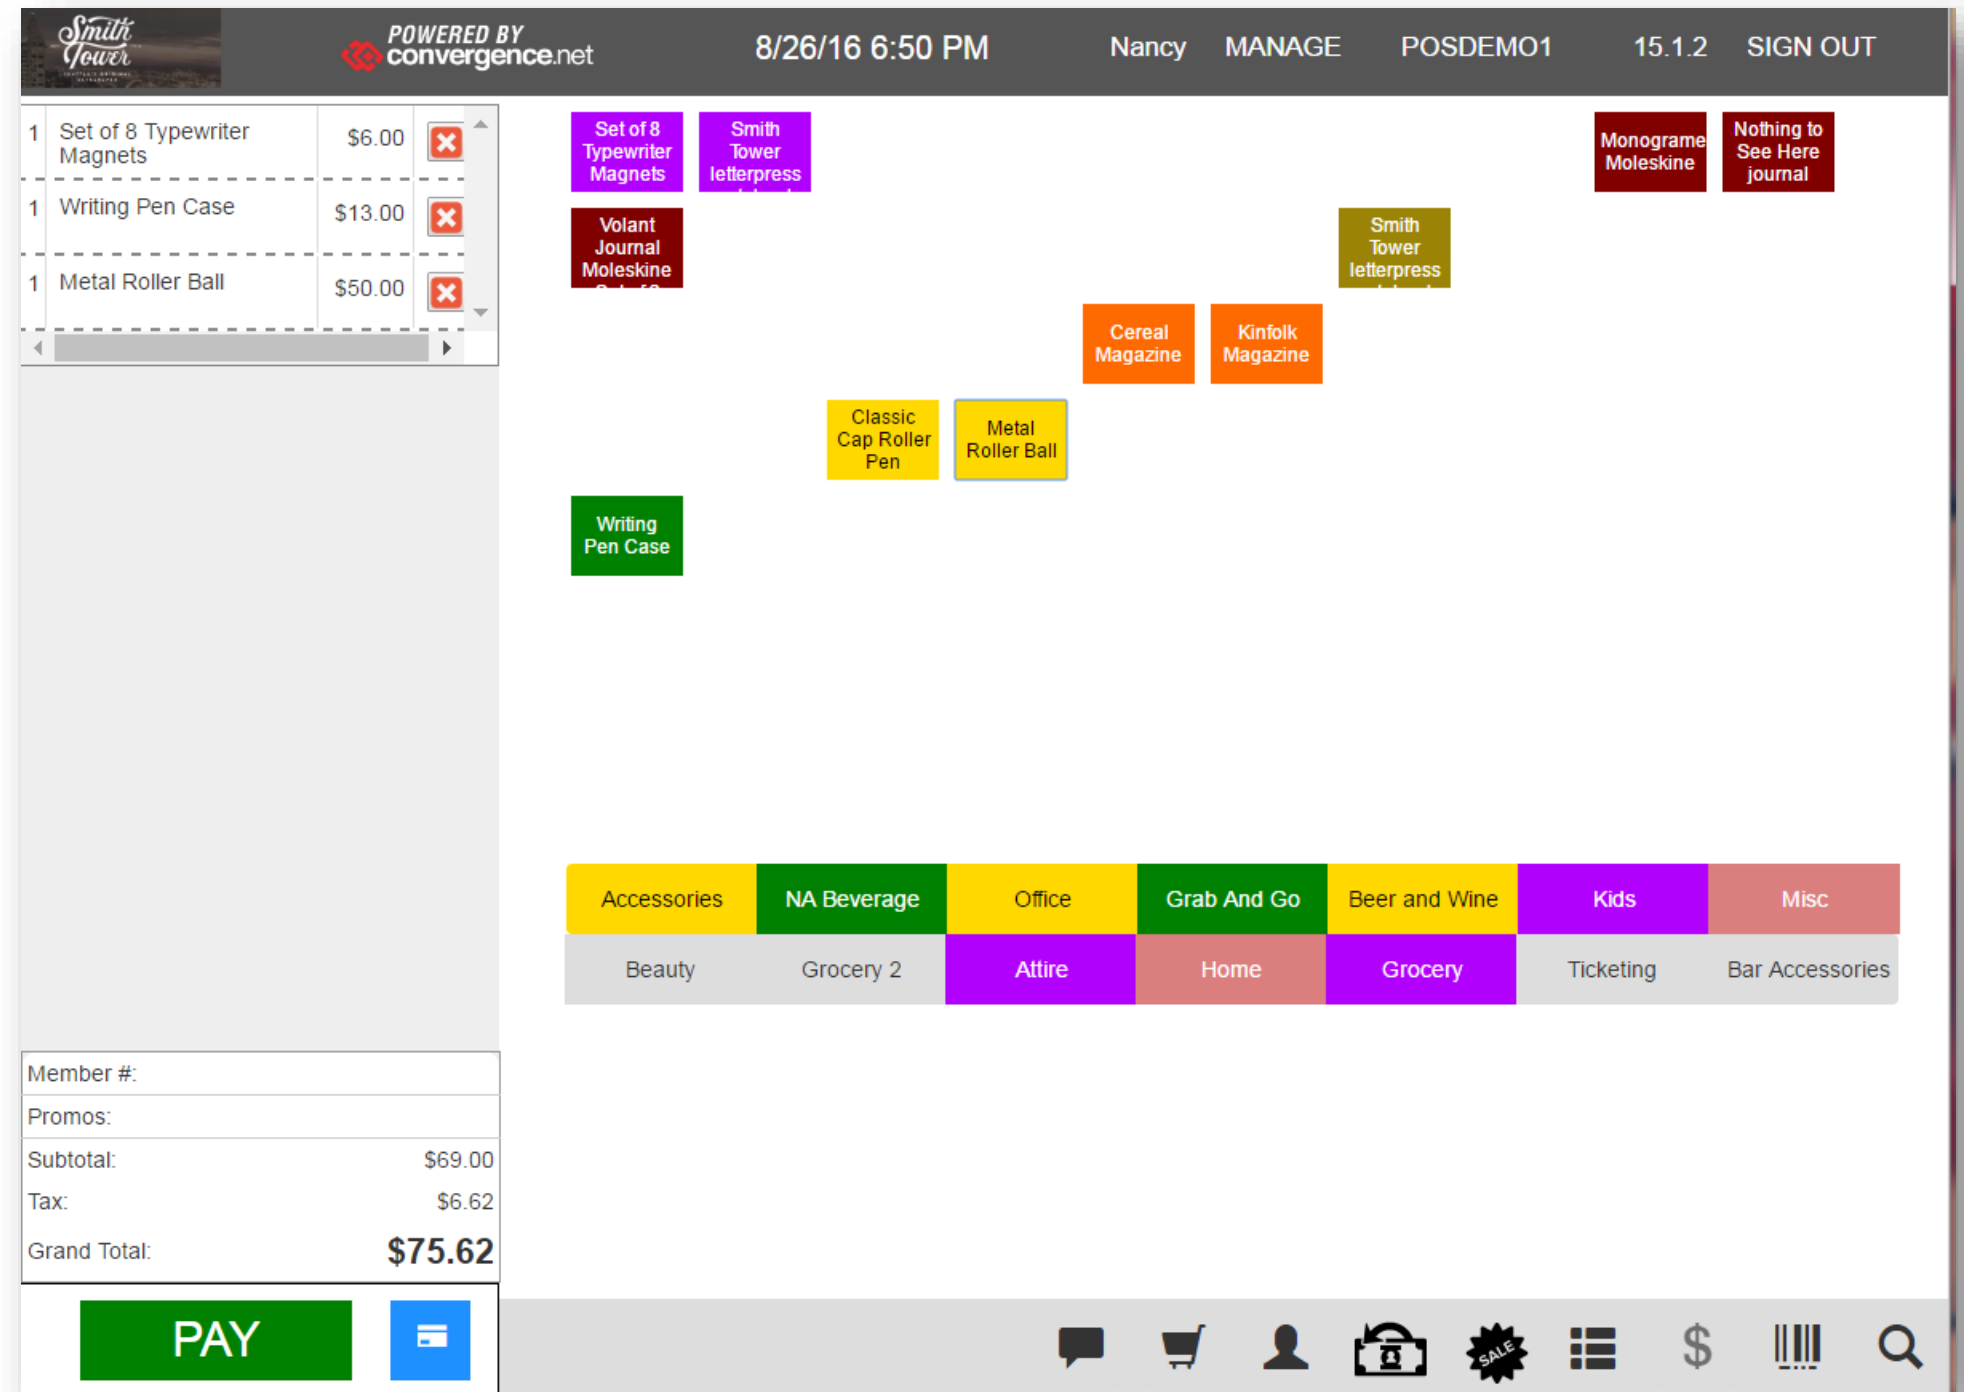 Smith
Tower
POWERED BY
convergence.net
8/26/16 6:50 PM
Nancy
MANAGE
POSDEMO1
15.1.2
SIGN OUT
1 Set of 8 Typewriter
Magnets
$6.00
1 Writing Pen Case
$13.00
1 Metal Roller Ball
$50.00
Set of 8
Typewriter
Magnets
Smith
Tower
letterpress
Monograme
Moleskine
Nothing to
See Here
journal
Volant
Journal
Moleskine
Smith
Tower
letterpress
Cereal
Magazine
Kinfolk
Magazine
Classic
Cap Roller
Pen
Metal
Roller Ball
Writing
Pen Case
Accessories
NA Beverage
Office
Grab And Go
Beer and Wine
Kids
Misc
Beauty
Grocery 2
Attire
Home
Grocery
Ticketing
Bar Accessories
Member #:
Promos:
Subtotal: $69.00
Tax: $6.62
Grand Total: $75.62
PAY
SALE
$